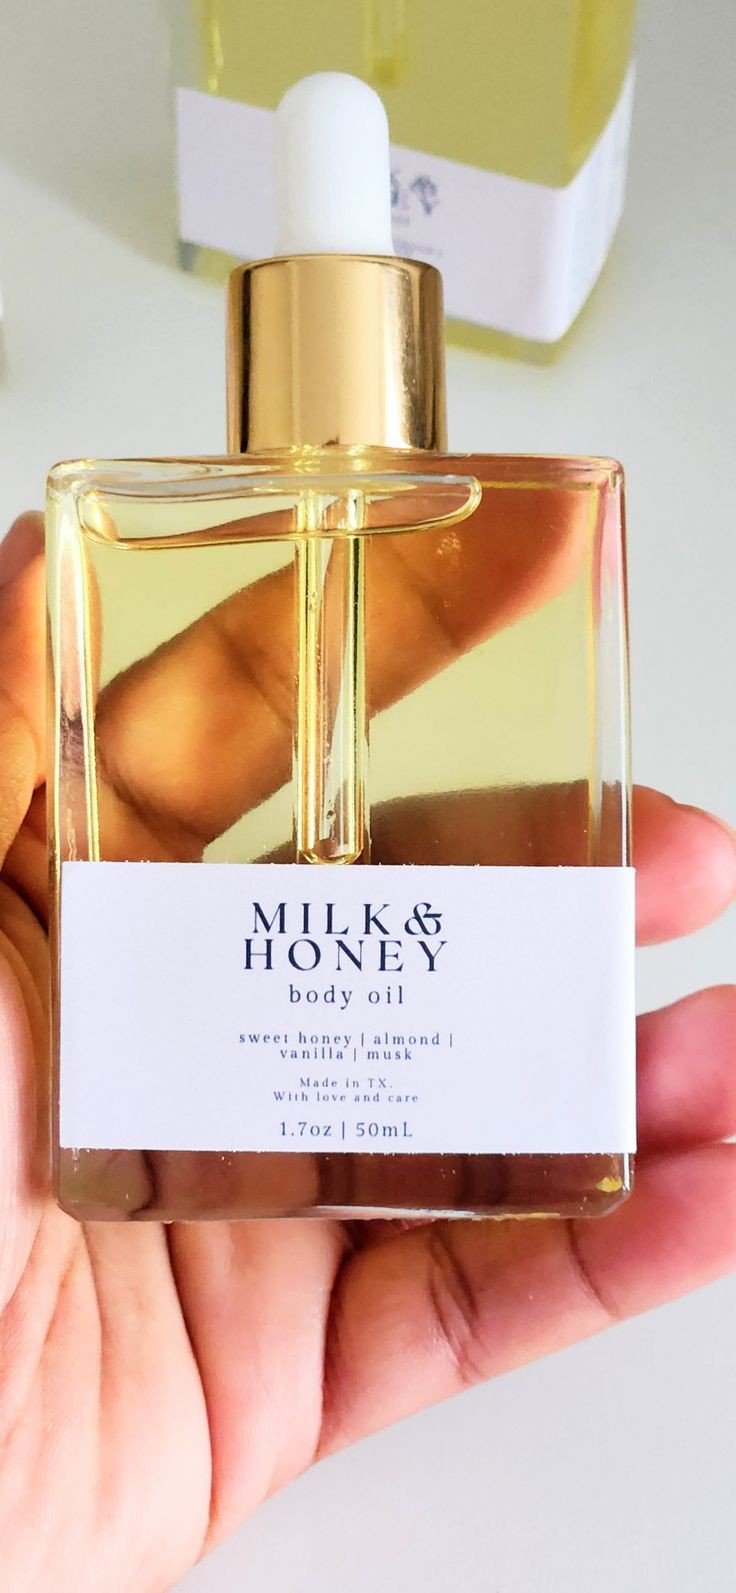 MILK &
HONEY
body oil
sweet honey | almond |
vanilla | musk
Made in TX.
With love and care
1.7oz | 50mL